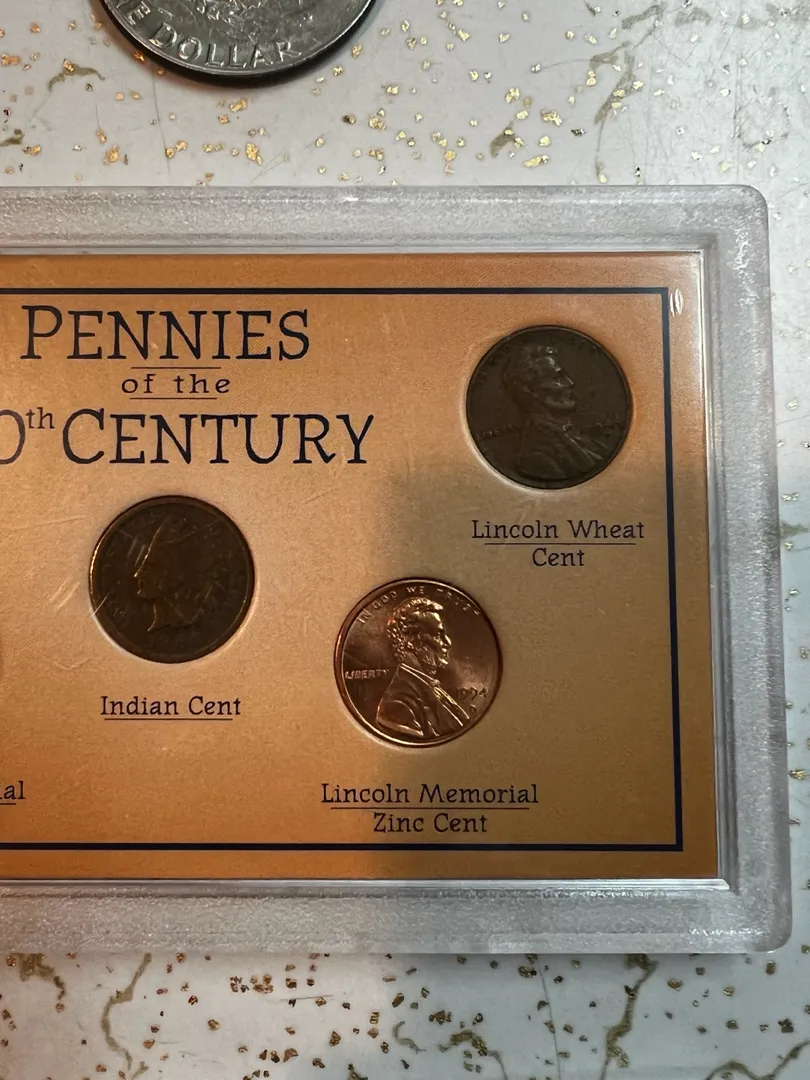 E DOLLAR
PENNIES
of the
0th CENTURY
Lincoln Wheat
Cent
Indian Cent
IN GOD WE TRUST
LIBERTY
1994
D
al
Lincoln Memorial
Zinc Cent